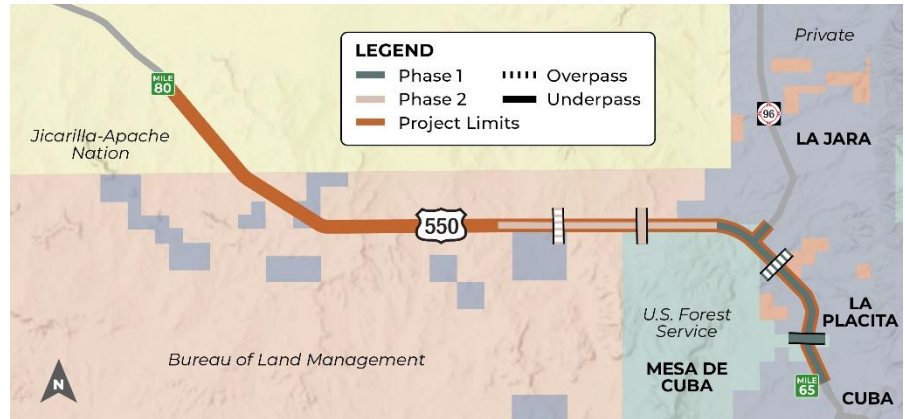 LEGEND
Phase 1
Overpass
Phase 2
Underpass
Project Limits
Private
MILE
80
96
Jicarilla-Apache
Nation
LA JARA
550
U.S. Forest
Service
LA
PLACITA
Bureau of Land Management
MESA DE
CUBA
MILE
65
CUBA
N